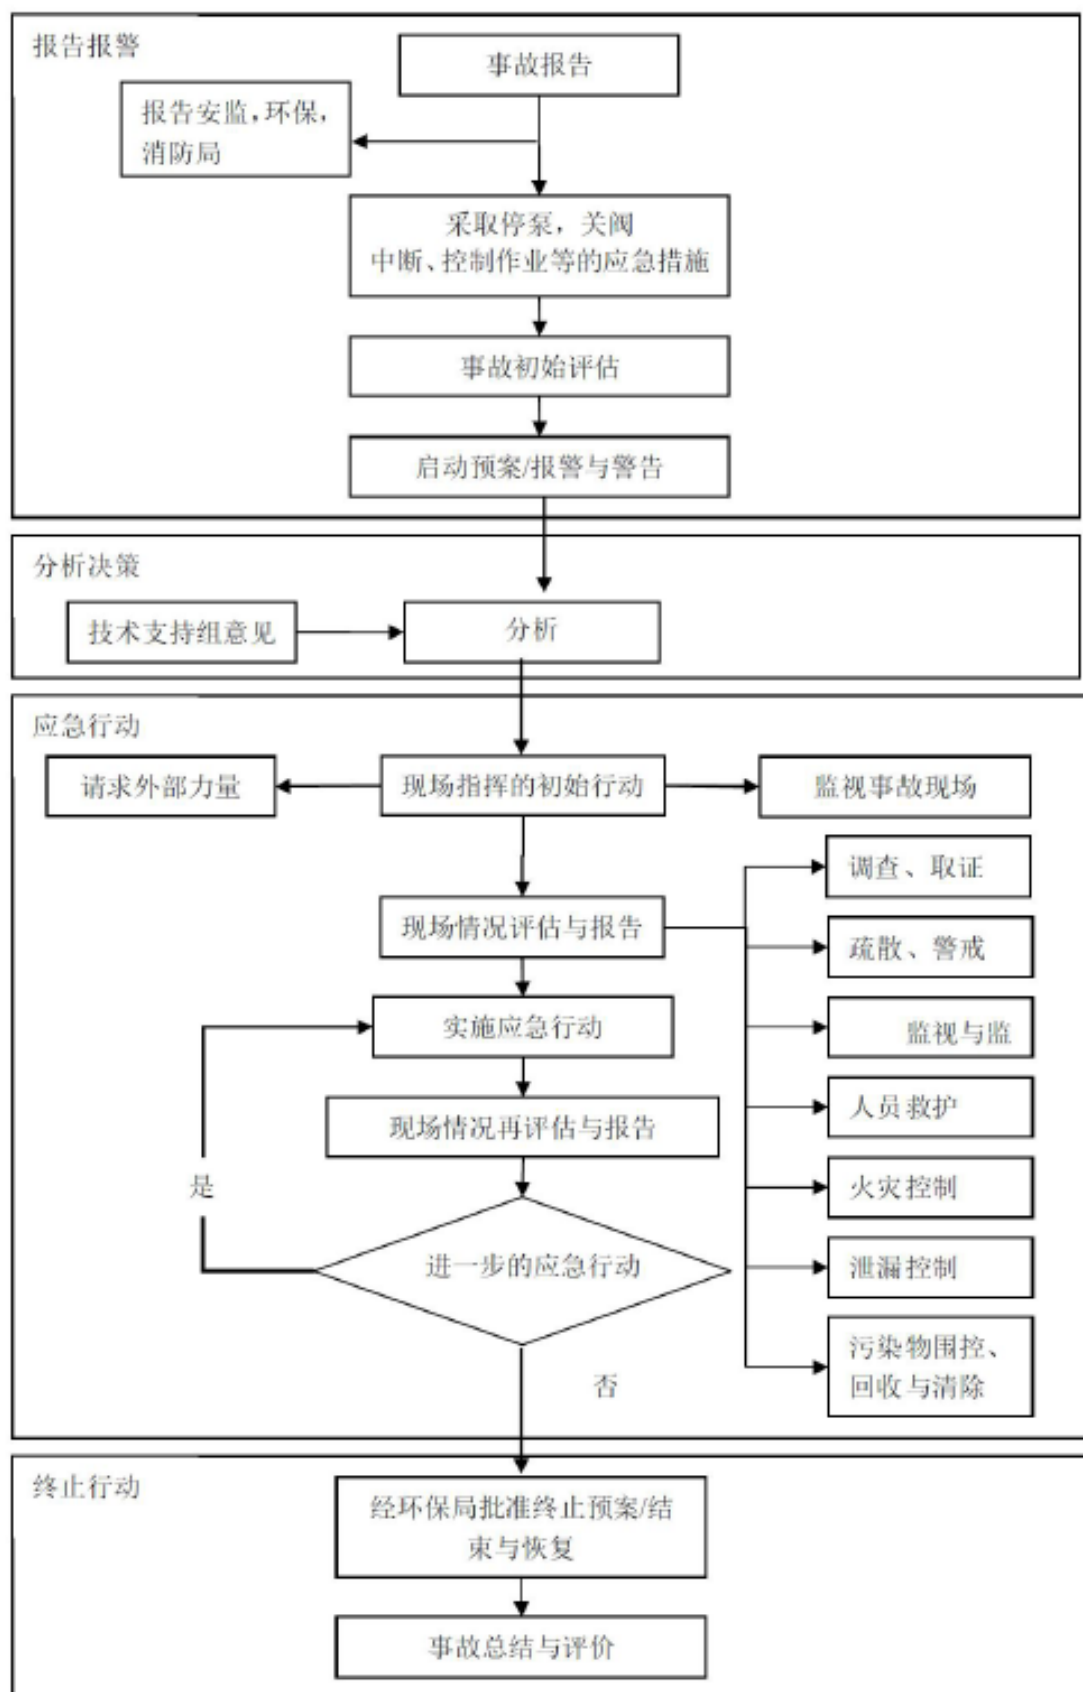 报告报警
事故报告
报告安监,环保,
消防局
采取停泵，关阀
中断、控制作业等的应急措施
事故初始评估
启动预案/报警与警告
分析决策
技术支持组意见
分析
应急行动
请求外部力量
现场指挥的初始行动
监视事故现场
调查、取证
现场情况评估与报告
疏散、警戒
实施应急行动
监视与监
人员救护
现场情况再评估与报告
是
火灾控制
进一步的应急行动
泄漏控制
污染物围控、
回收与清除
否
终止行动
经环保局批准终止预案/结
束与恢复
事故总结与评价